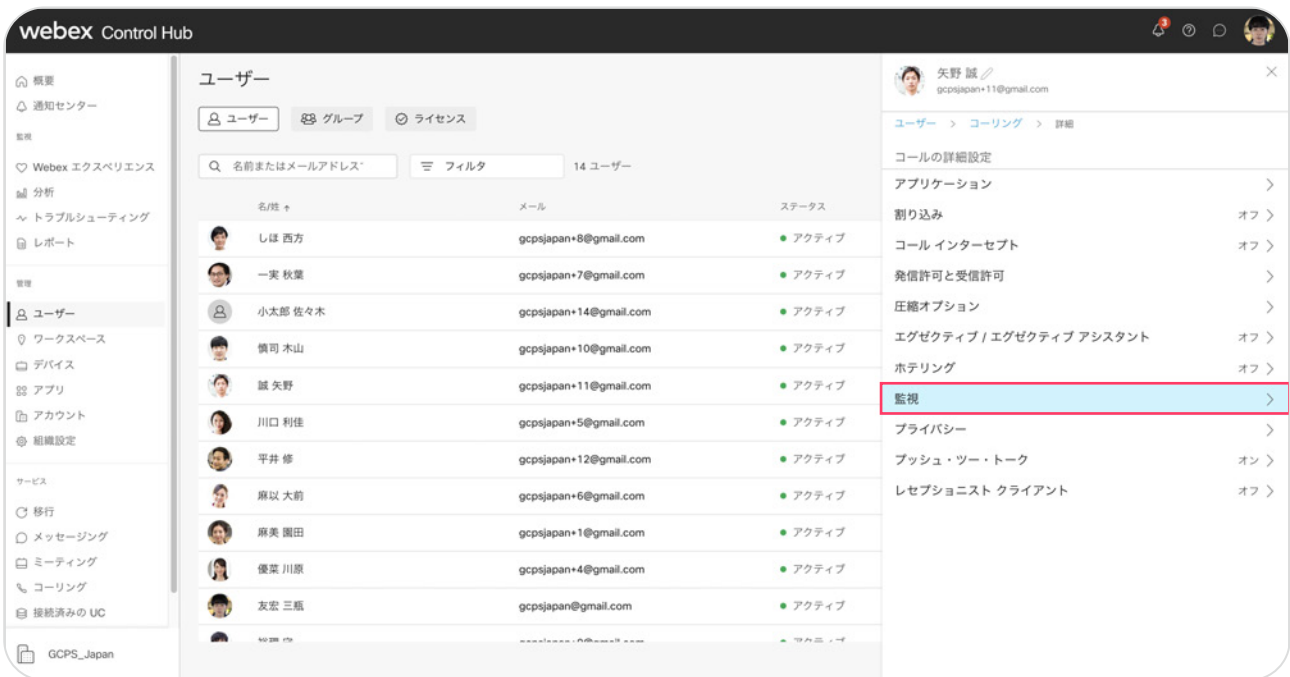 webex Control Hub
3
概要
通知センター
監視
Webex エクスペリエンス
分析
トラブルシューティング
レポート
管理
ユーザー
ワークスペース
デバイス
アプリ
アカウント
組織設定
サービス
移行
メッセージング
ミーティング
コーリング
接続済みの UC
GCPS_Japan
ユーザー
ユーザー グループ ライセンス
名前またはメールアドレス フィルタ 14 ユーザー
名/姓 メール ステータス
しほ 西方 gcpsjapan+8@gmail.com アクティブ
一実 秋葉 gcpsjapan+7@gmail.com アクティブ
小太郎 佐々木 gcpsjapan+14@gmail.com アクティブ
慎司 木山 gcpsjapan+10@gmail.com アクティブ
誠 矢野 gcpsjapan+11@gmail.com アクティブ
川口 利佳 gcpsjapan+5@gmail.com アクティブ
平井 修 gcpsjapan+12@gmail.com アクティブ
麻以 大前 gcpsjapan+6@gmail.com アクティブ
麻美 園田 gcpsjapan+1@gmail.com アクティブ
優菜 川原 gcpsjapan+4@gmail.com アクティブ
友宏 三瓶 gcpsjapan@gmail.com アクティブ
矢野 誠
gcpsjapan+11@gmail.com
ユーザー > コーリング > 詳細
コールの詳細設定
アプリケーション
割り込み オフ
コール インターセプト オフ
発信許可と受信許可
圧縮オプション
エグゼクティブ / エグゼクティブ アシスタント オフ
ホテリング オフ
監視
プライバシー
プッシュ・ツー・トーク オン
レセプショニスト クライアント オフ